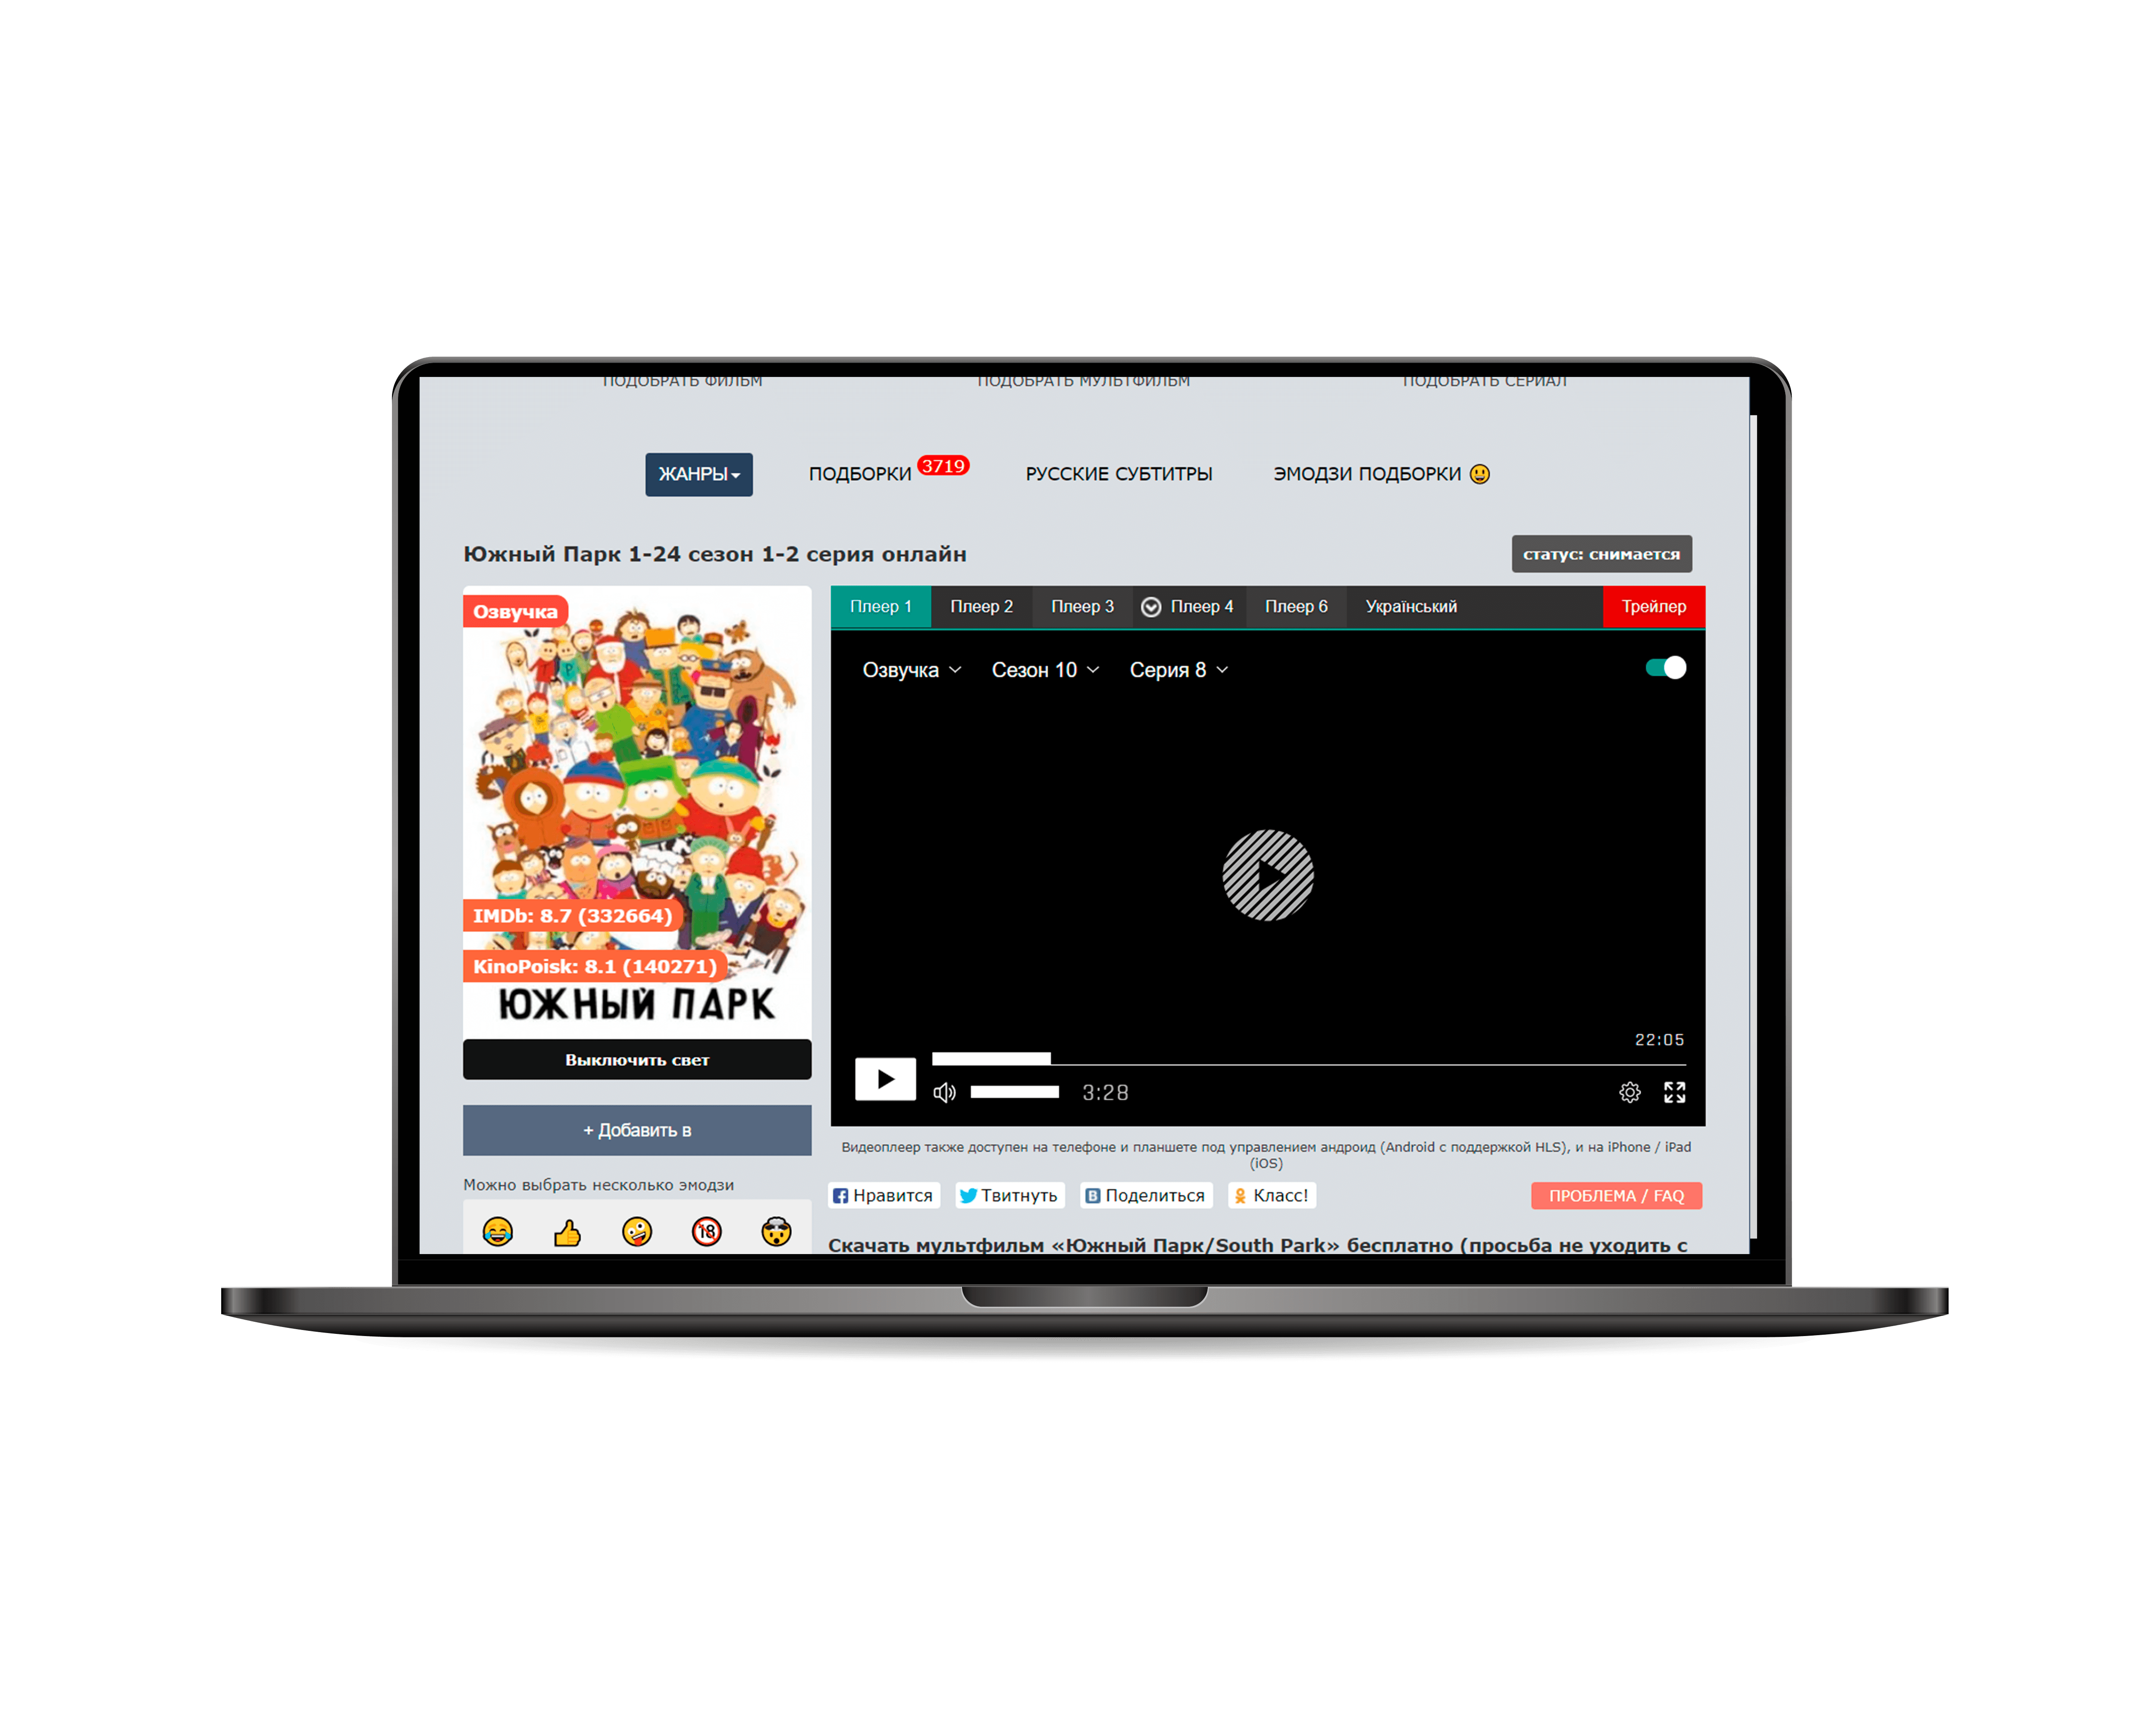 ПОДОБРАТЬ ФИЛЬМ ПОДОБРАТЬ МУЛЬТФИЛЬМ ПОДОБРАТЬ СЕРИАЛ
ЖАНРЫ ПОДБОРКИ 3719 РУССКИЕ СУБТИТРЫ ЭМОДЗИ ПОДБОРКИ
Южный Парк 1-24 сезон 1-2 серия онлайн
статус: снимается
Озвучка
IMDb: 8.7 (332664)
KinoPoisk: 8.1 (140271)
ЮЖНЫЙ ПАРК
Выключить свет
+ Добавить в
Можно выбрать несколько эмодзи
18
Плеер 1 Плеер 2 Плеер 3 Плеер 4 Плеер 6 Український Трейлер
Озвучка Сезон 10 Серия 8
22:05
3:28
Видеоплеер также доступен на телефоне и планшете под управлением андроид (Android с поддержкой HLS), и на iPhone / iPad
(iOS)
Нравится Твитнуть Поделиться Класс! ПРОБЛЕМА / FAQ
Скачать мультфильм «Южный Парк/South Park» бесплатно (просьба не уходить с